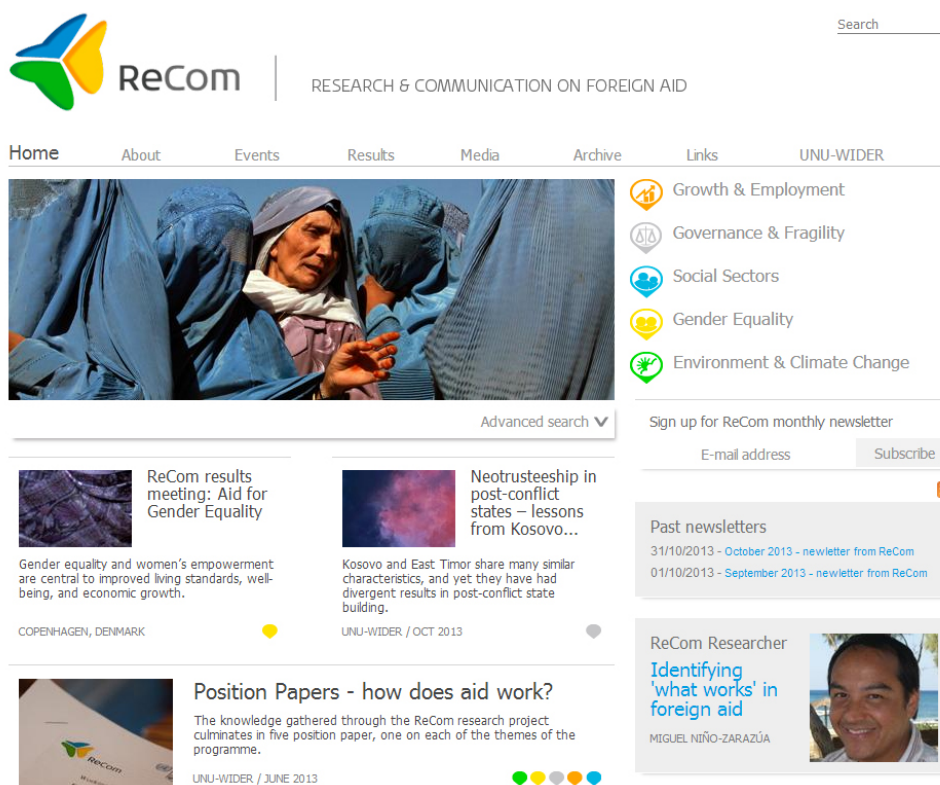 Search
ReCom
RESEARCH & COMMUNICATION ON FOREIGN AID
Home About Events Results Media Archive Links UNU-WIDER
Growth & Employment
Governance & Fragility
Social Sectors
Gender Equality
Environment & Climate Change
Advanced search
Sign up for ReCom monthly newsletter
E-mail address Subscribe
ReCom results
meeting: Aid for
Gender Equality
Gender equality and women's empowerment
are central to improved living standards, well-
being, and economic growth.
COPENHAGEN, DENMARK
Neotrusteeship in
post-conflict
states – lessons
from Kosovo...
Kosovo and East Timor share many similar
characteristics, and yet they have had
divergent results in post-conflict state
building.
UNU-WIDER / OCT 2013
Past newsletters
31/10/2013 - October 2013 - newletter from ReCom
01/10/2013 - September 2013 - newletter from ReCom
ReCom Researcher
Identifying
'what works' in
foreign aid
MIGUEL NIÑO-ZARAZÚA
ReCom
Position Papers - how does aid work?
The knowledge gathered through the ReCom research project
culminates in five position paper, one on each of the themes of the
programme.
UNU-WIDER / JUNE 2013